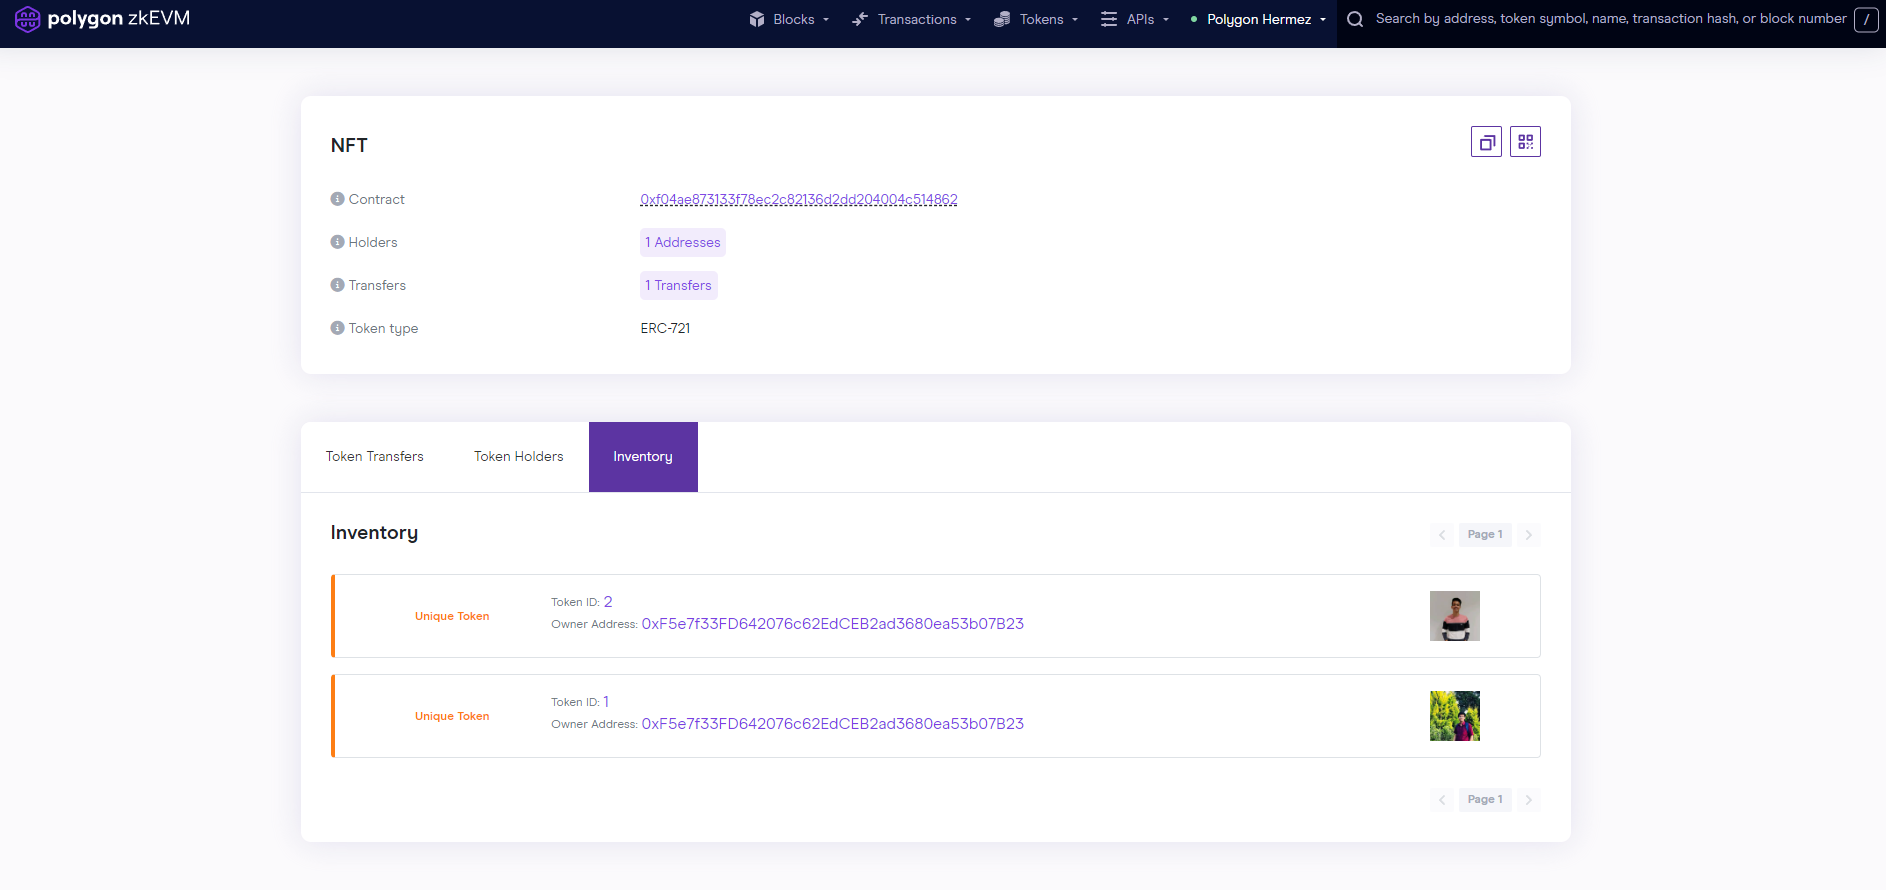 polygon zkEVM
Blocks Transactions Tokens APIs Polygon Hermez Search by address, token symbol, name, transaction hash, or block number /
NFT
Contract 0xf04ae873133f78ec2c82136d2dd204004c514862
Holders 1 Addresses
Transfers 1 Transfers
Token type ERC-721
Token Transfers Token Holders Inventory
Inventory
Page 1
Unique Token
Token ID: 2
Owner Address: 0xF5e7f33FD642076c62EdCEB2ad3680ea53b07B23
Unique Token
Token ID: 1
Owner Address: 0xF5e7f33FD642076c62EdCEB2ad3680ea53b07B23
Page 1